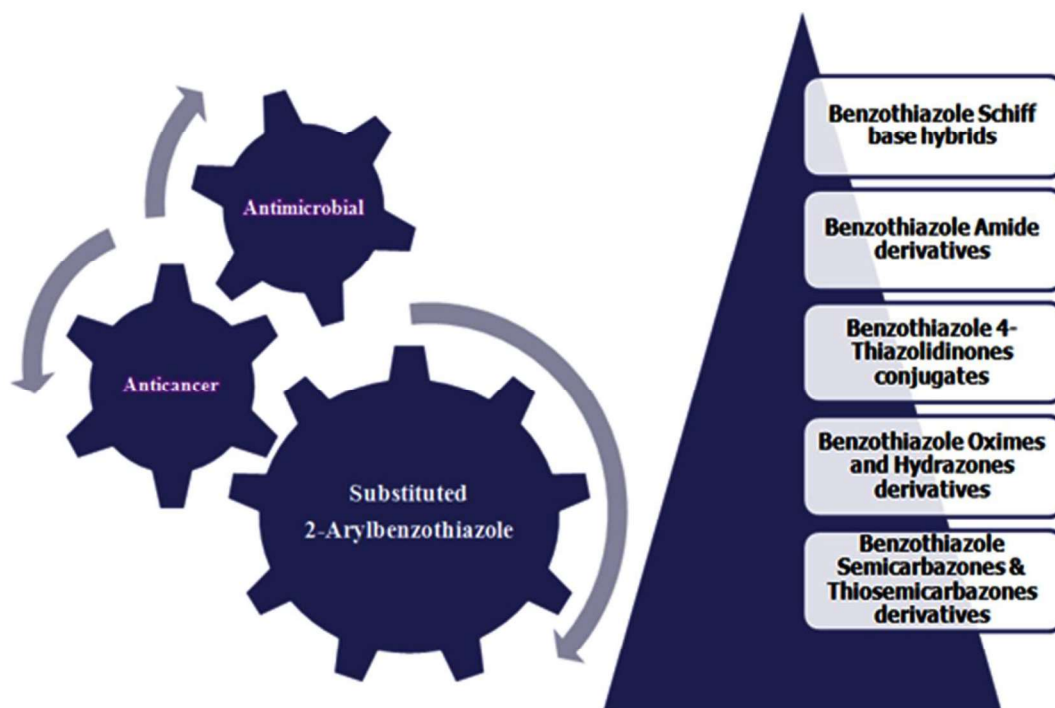 Antimicrobial
Anticancer
Substituted
2-Arylbenzothiazole
Benzothiazole Schiff
base hybrids
Benzothiazole Amide
derivatives
Benzothiazole 4-
Thiazolidinones
conjugates
Benzothiazole Oximes
and Hydrazones
derivatives
Benzothiazole
Semicarbazones &
Thiosemicarbazones
derivatives